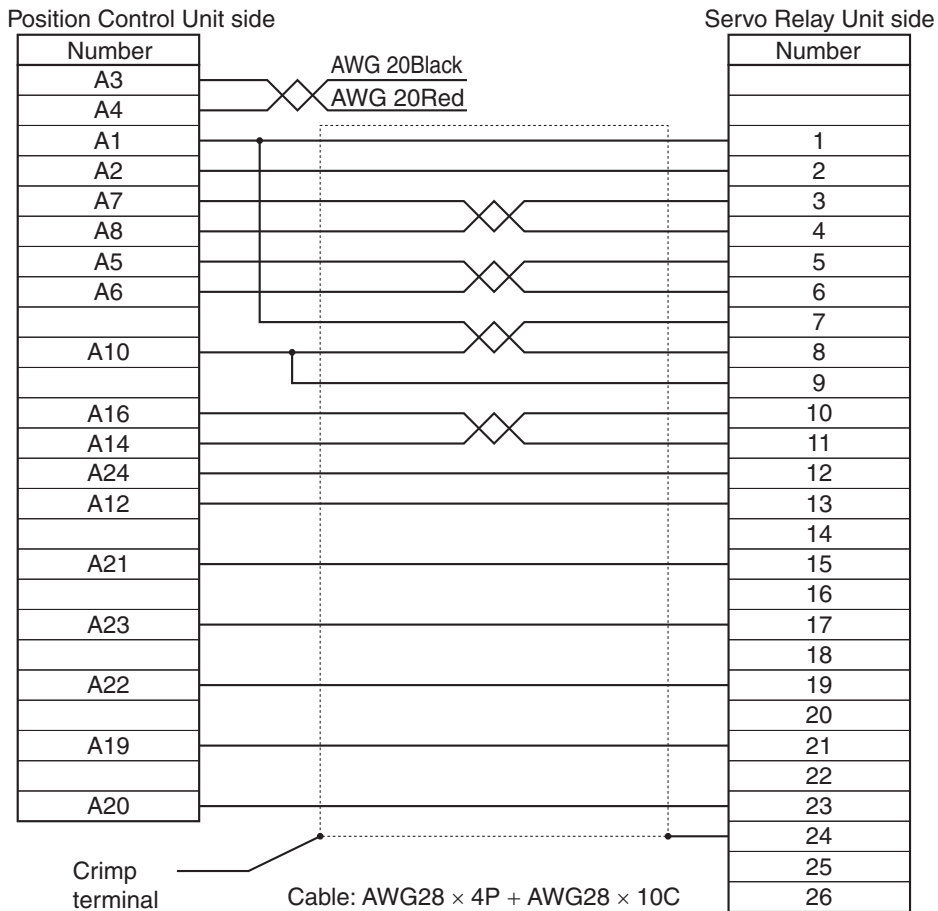 Position Control Unit side
Servo Relay Unit side
Number
Number
A3
AWG 20Black
A4
AWG 20Red
A1
1
A2
2
A7
3
A8
4
A5
5
A6
6
7
A10
8
9
A16
10
A14
11
A24
12
A12
13
14
A21
15
16
A23
17
18
A22
19
20
A19
21
22
A20
23
24
Crimp
terminal
25
Cable: AWG28 × 4P + AWG28 × 10C
26